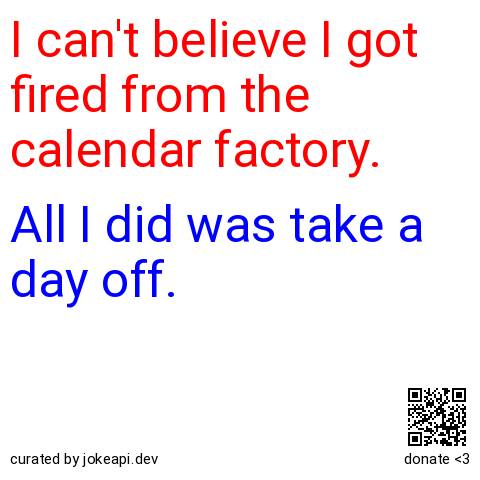 I can't believe I got
fired from the
calendar factory.
All I did was take a
day off.
curated by jokeapi.dev
donate <3